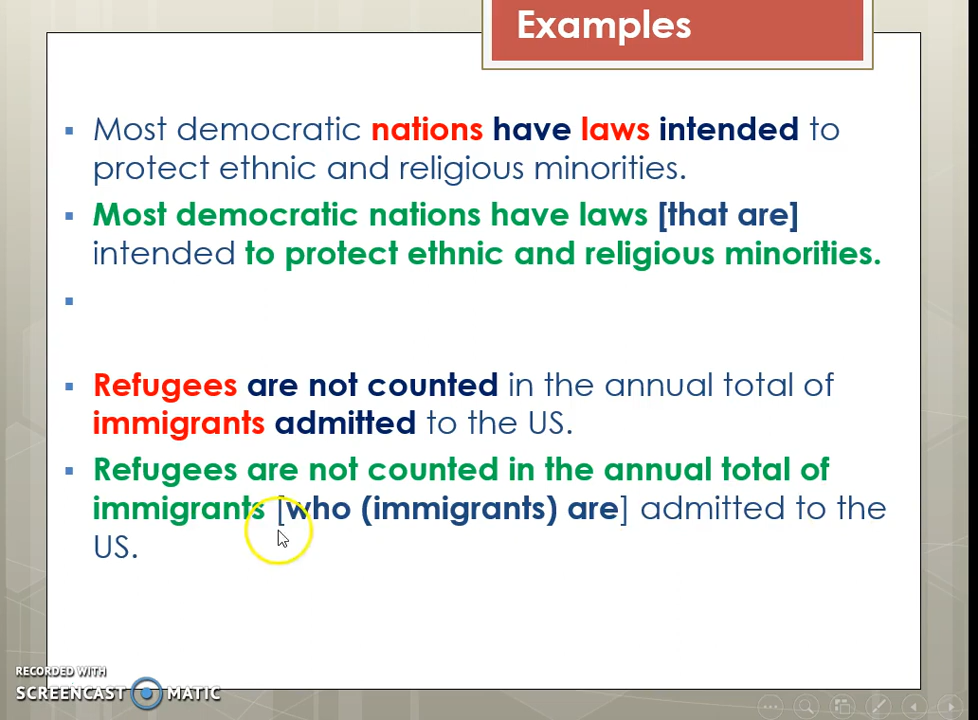 Examples
Most democratic nations have laws intended to
protect ethnic and religious minorities.
Most democratic nations have laws [that are]
intended to protect ethnic and religious minorities.
Refugees are not counted in the annual total of
immigrants admitted to the US.
Refugees are not counted in the annual total of
immigrants [who (immigrants) are] admitted to the
US.
RECORDED WITH
SCREENCAST MATIC